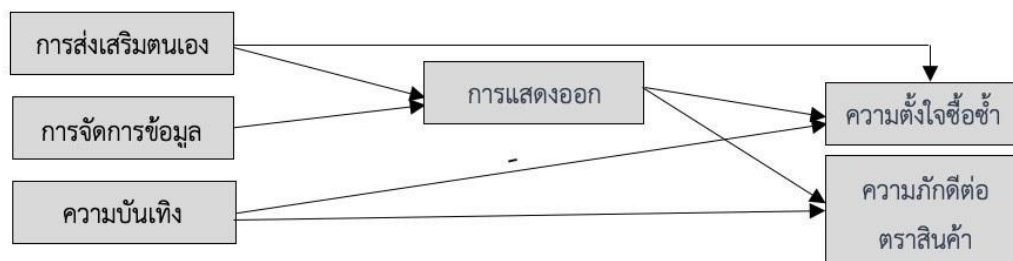 การส่งเสริมตนเอง
การจัดการข้อมูล
ความบันเทิง
การแสดงออก
-
ความตั้งใจซื้อซ้ำ
ความภักดีต่อ
ตราสินค้า